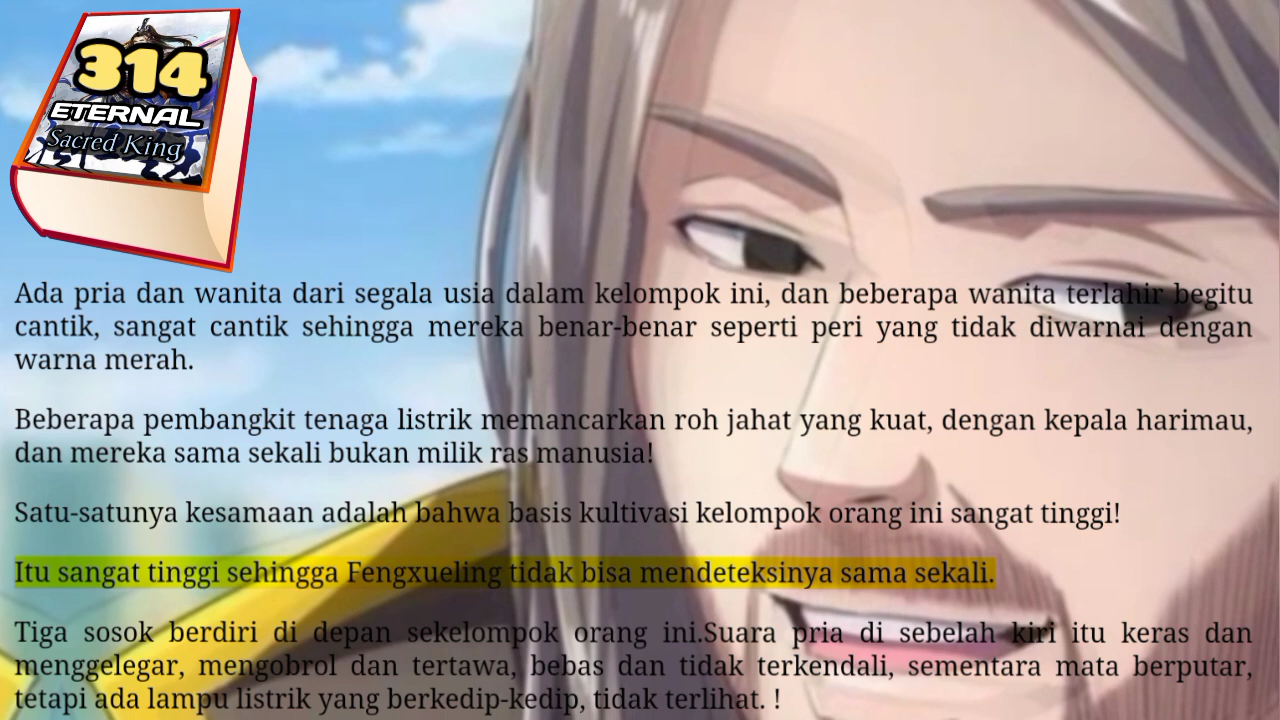 314
ETERNAL
Sacred King
Ada pria dan wanita dari segala usia dalam kelompok ini, dan beberapa wanita terlahir begitu
cantik, sangat cantik sehingga mereka benar-benar seperti peri yang tidak diwarnai dengan
warna merah.
Beberapa pembangkit tenaga listrik memancarkan roh jahat yang kuat, dengan kepala harimau,
dan mereka sama sekali bukan milik ras manusia!
Satu-satunya kesamaan adalah bahwa basis kultivasi kelompok orang ini sangat tinggi!
Itu sangat tinggi sehingga Fengxueling tidak bisa mendeteksinya sama sekali.
Tiga sosok berdiri di depan sekelompok orang ini.Suara pria di sebelah kiri itu keras dan
menggelegar, mengobrol dan tertawa, bebas dan tidak terkendali, sementara mata berputar,
tetapi ada lampu listrik yang berkedip-kedip, tidak terlihat. !